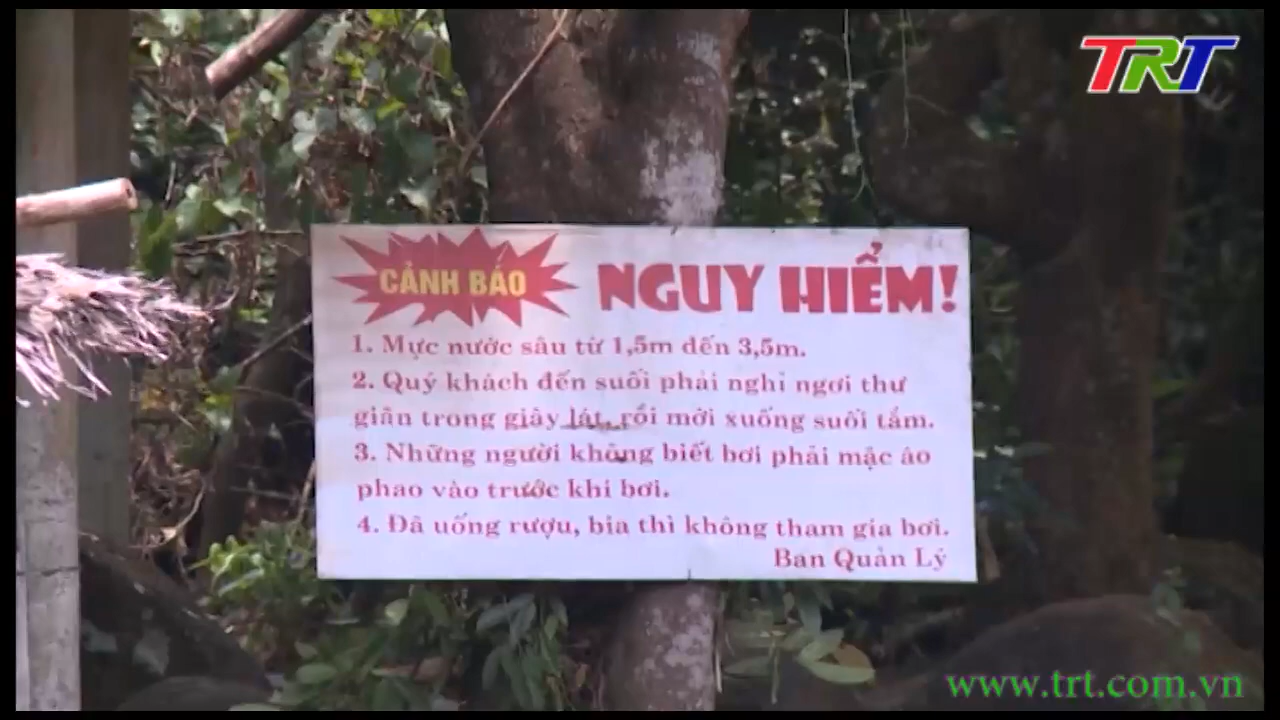 TRT
CẢNH BÁO NGUY HIỂM!
1. Mực nước sâu từ 1,5m đến 3,5m.
2. Quý khách đến suối phải nghỉ ngơi thư
giãn trong giây lát, rồi mới xuống suối tắm.
3. Những người không biết bơi phải mặc áo
phao vào trước khi bơi.
4. Đã uống rượu, bia thì không tham gia bơi.
Ban Quản Lý
www.trt.com.vn